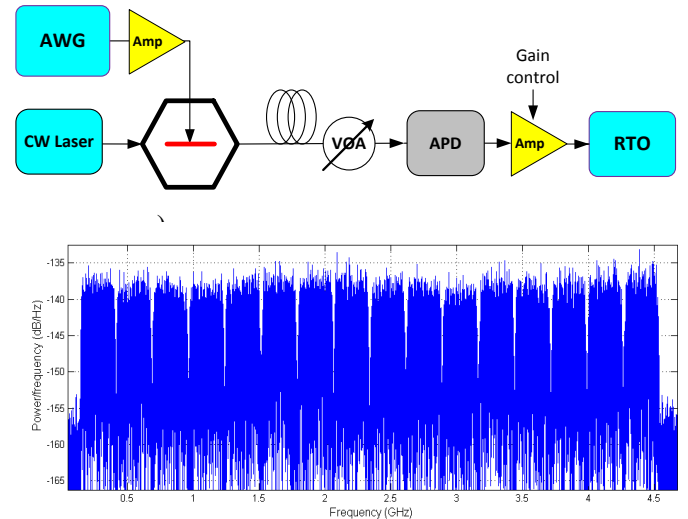 AWG
Amp
Gain
control
CW Laser
VOA
APD
Amp
RTO
-135
-140
-145
-150
-155
-160
-165
Power/frequency (dB/Hz)
0.5
1
1.5
2
2.5
3
3.5
4
4.5
Frequency (GHz)